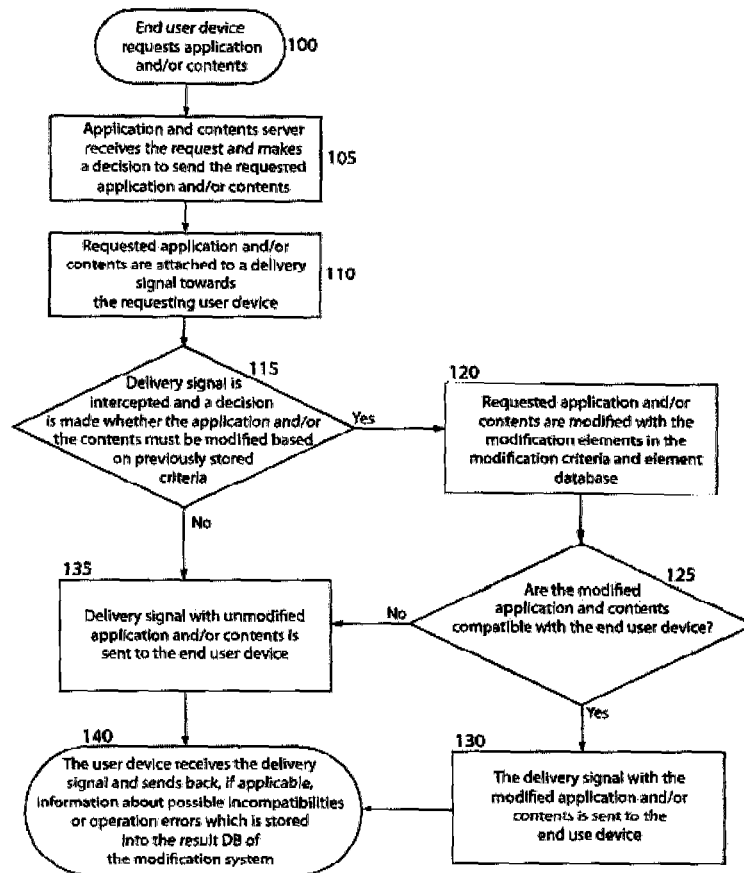 End user device
requests application
and/or contents
100
Application and contents server
receives the request and makes
a decision to send the requested
application and/or contents
105
Requested application and/or
contents are attached to a delivery
signal towards
the requesting user device
110
115
Delivery signal is
intercepted and a decision
is made whether the application and/or
the contents must be modified based
on previously stored
criteria
Yes
No
120
Requested application and/or
contents are modified with the
modification elements in the
modification criteria and element
database
125
Are the modified
application and contents
compatible with the end user device?
No
Yes
135
Delivery signal with unmodified
application and/or contents is
sent to the end user device
130
The delivery signal with the
modified application and/or
contents is sent to the
end use device
140
The user device receives the delivery
signal and sends back, if applicable,
information about possible incompatibilities
or operation errors which is stored
into the result DB of
the modification system